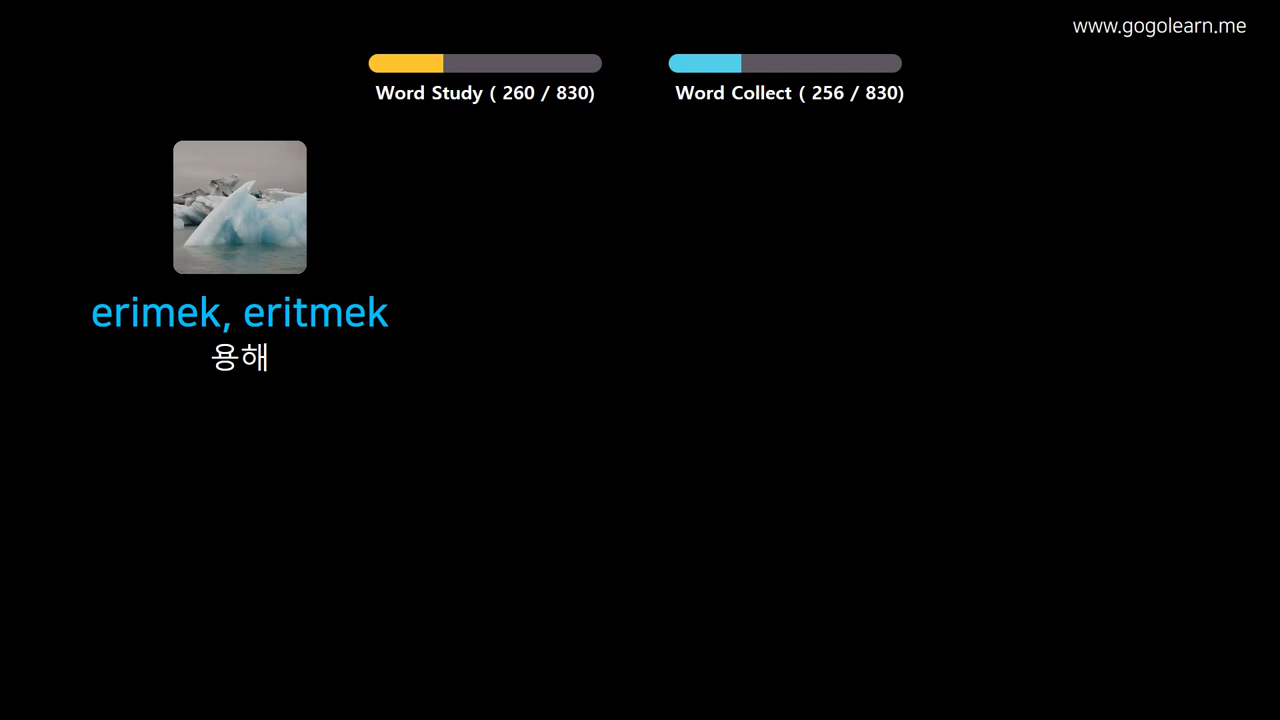 www.gogolearn.me
Word Study ( 260 / 830)
Word Collect ( 256 / 830)
erimek, eritmek
용해